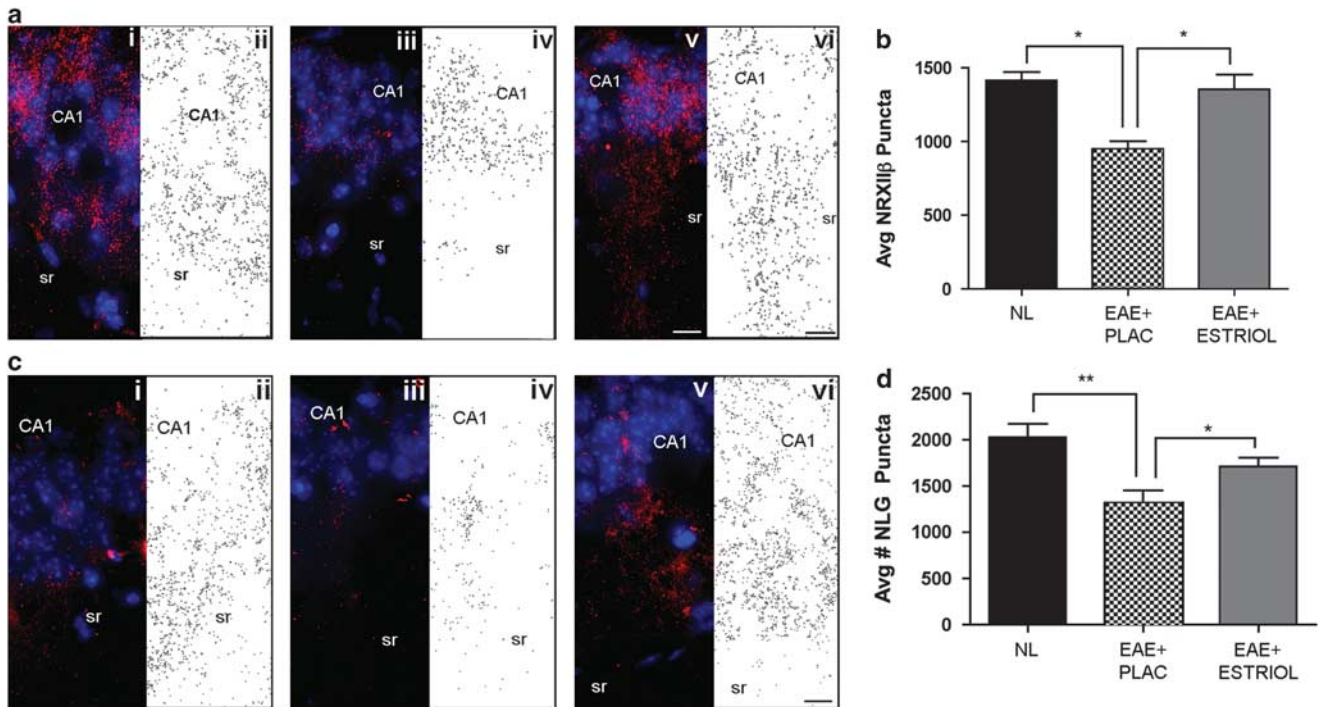 a
i
ii
iii
iv
v
vi
CA1
CA1
CA1
CA1
CA1
CA1
sr
sr
sr
sr
sr
sr
b
Avg NRXIIβ Puncta
1500
1000
500
0
*
*
NL
EAE+
PLAC
EAE+
ESTRIOL
c
i
ii
iii
iv
v
vi
CA1
CA1
CA1
CA1
CA1
CA1
sr
sr
sr
sr
sr
sr
d
Avg # NLG Puncta
2500
2000
1500
1000
500
0
**
*
NL
EAE+
PLAC
EAE+
ESTRIOL